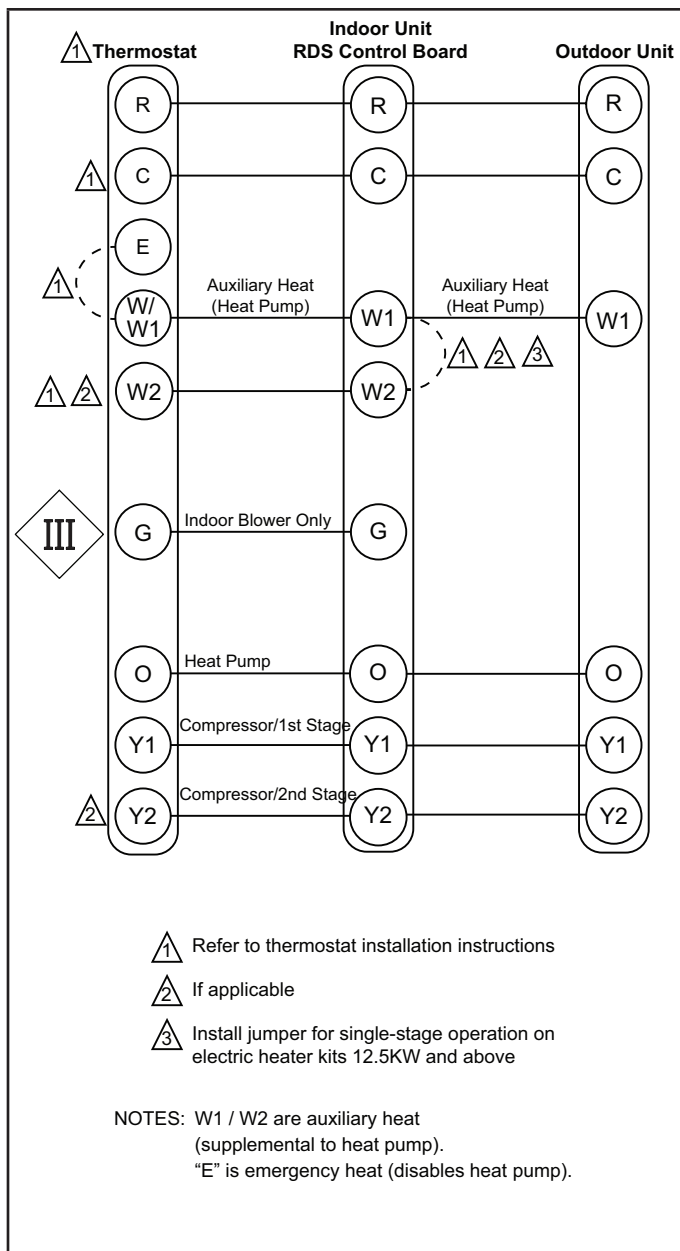 Indoor Unit
1 Thermostat RDS Control Board Outdoor Unit
R R R
1 C C C
E
1
Auxiliary Heat Auxiliary Heat
(Heat Pump) (Heat Pump)
W/
W1 W1 W1
1 2 3
1 2 W2 W2
III G Indoor Blower Only G
O Heat Pump O O
Y1 Compressor/1st Stage Y1 Y1
2 Y2 Compressor/2nd Stage Y2 Y2
1 Refer to thermostat installation instructions
2 If applicable
3 Install jumper for single-stage operation on
electric heater kits 12.5KW and above
NOTES: W1 / W2 are auxiliary heat
(supplemental to heat pump).
“E” is emergency heat (disables heat pump).